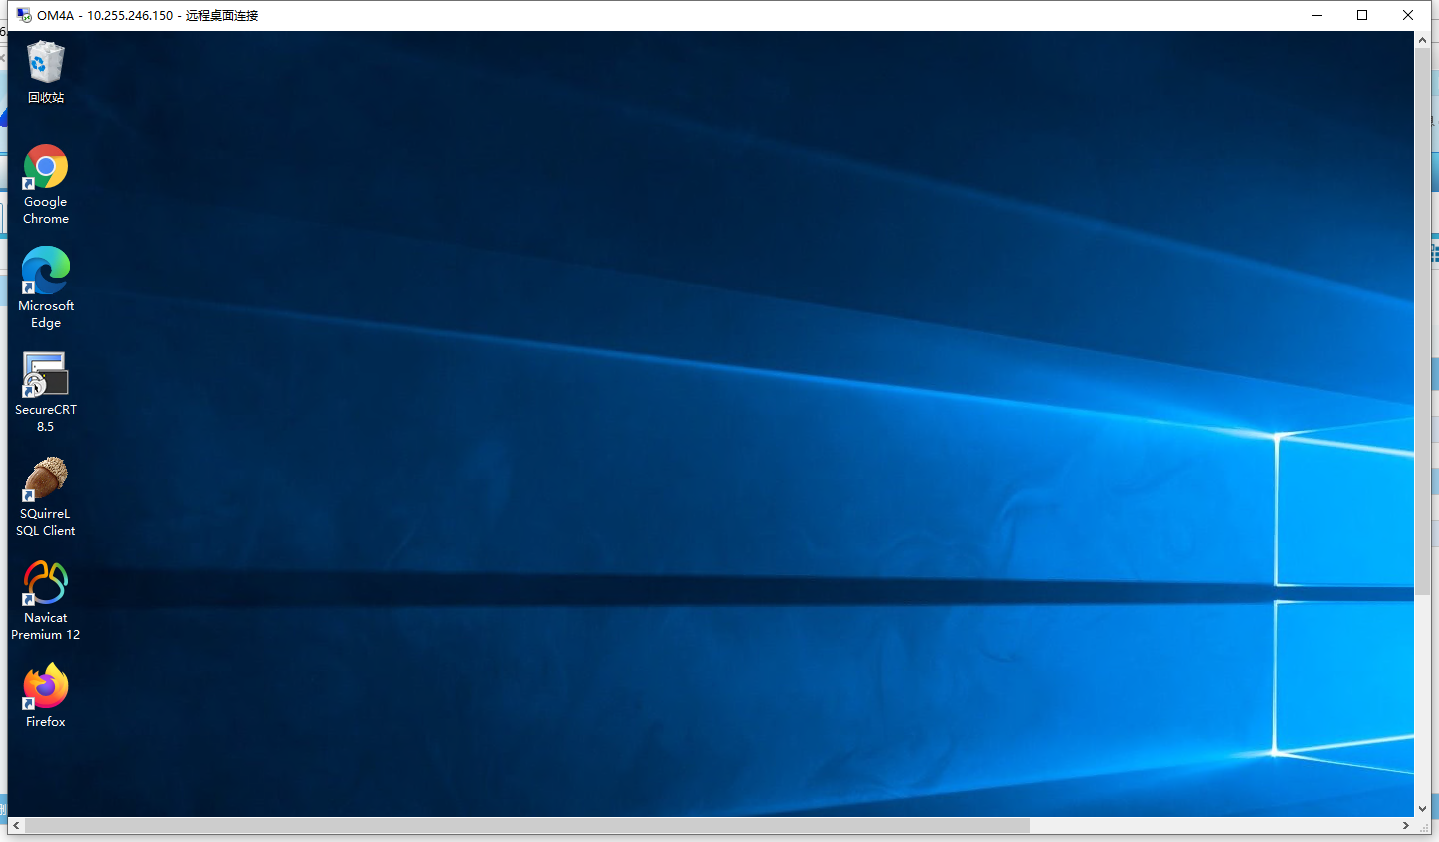 OM4A - 10.255.246.150 - 远程桌面连接
回收站
Google
Chrome
Microsoft
Edge
SecureCRT
8.5
SQuirreL
SQL Client
Navicat
Premium 12
Firefox